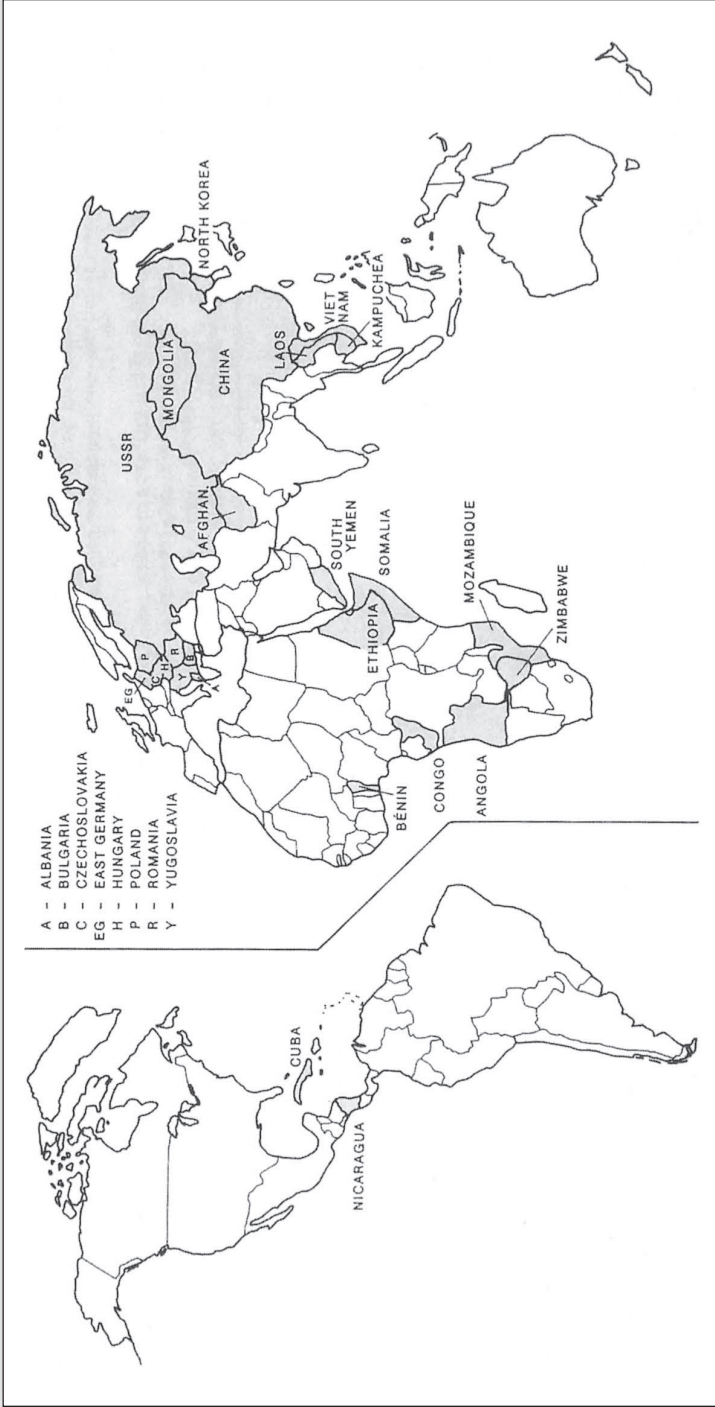 A – ALBANIA
B – BULGARIA
C – CZECHOSLOVAKIA
EG – EAST GERMANY
H – HUNGARY
P – POLAND
R – ROMANIA
Y – YUGOSLAVIA
EG
P
C
H
R
Y
B
A
USSR
MONGOLIA
CHINA
NORTH KOREA
AFGHAN.
LAOS
VIET
NAM
KAMPUCHEA
SOUTH
YEMEN
SOMALIA
ETHIOPIA
MOZAMBIQUE
ZIMBABWE
BÉNIN
CONGO
ANGOLA
CUBA
NICARAGUA